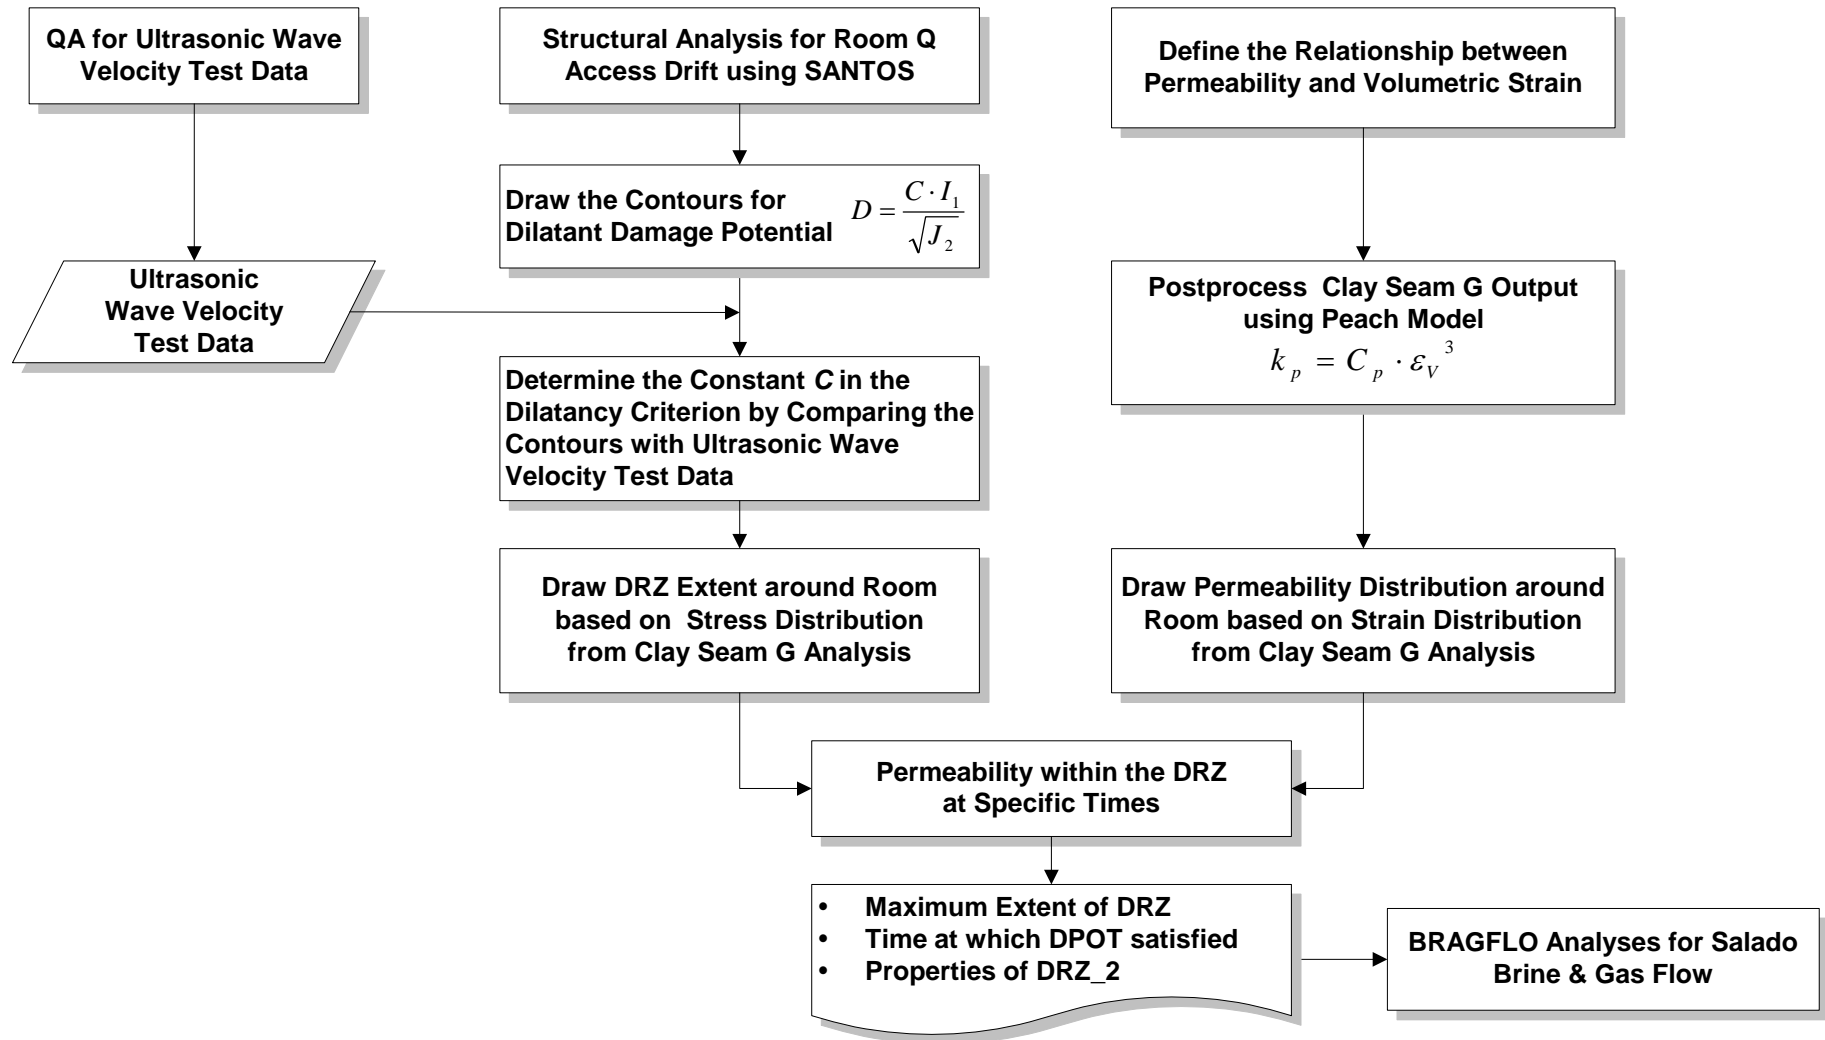 QA for Ultrasonic Wave
Velocity Test Data
Structural Analysis for Room Q
Access Drift using SANTOS
Define the Relationship between
Permeability and Volumetric Strain
Draw the Contours for
Dilatant Damage Potential
D = C · I₁ / √J₂
Ultrasonic
Wave Velocity
Test Data
Postprocess Clay Seam G Output
using Peach Model
kₚ = Cₚ · ε_V³
Determine the Constant C in the
Dilatancy Criterion by Comparing the
Contours with Ultrasonic Wave
Velocity Test Data
Draw DRZ Extent around Room
based on Stress Distribution
from Clay Seam G Analysis
Draw Permeability Distribution around
Room based on Strain Distribution
from Clay Seam G Analysis
Permeability within the DRZ
at Specific Times
• Maximum Extent of DRZ
• Time at which DPOT satisfied
• Properties of DRZ_2
BRAGFLO Analyses for Salado
Brine & Gas Flow